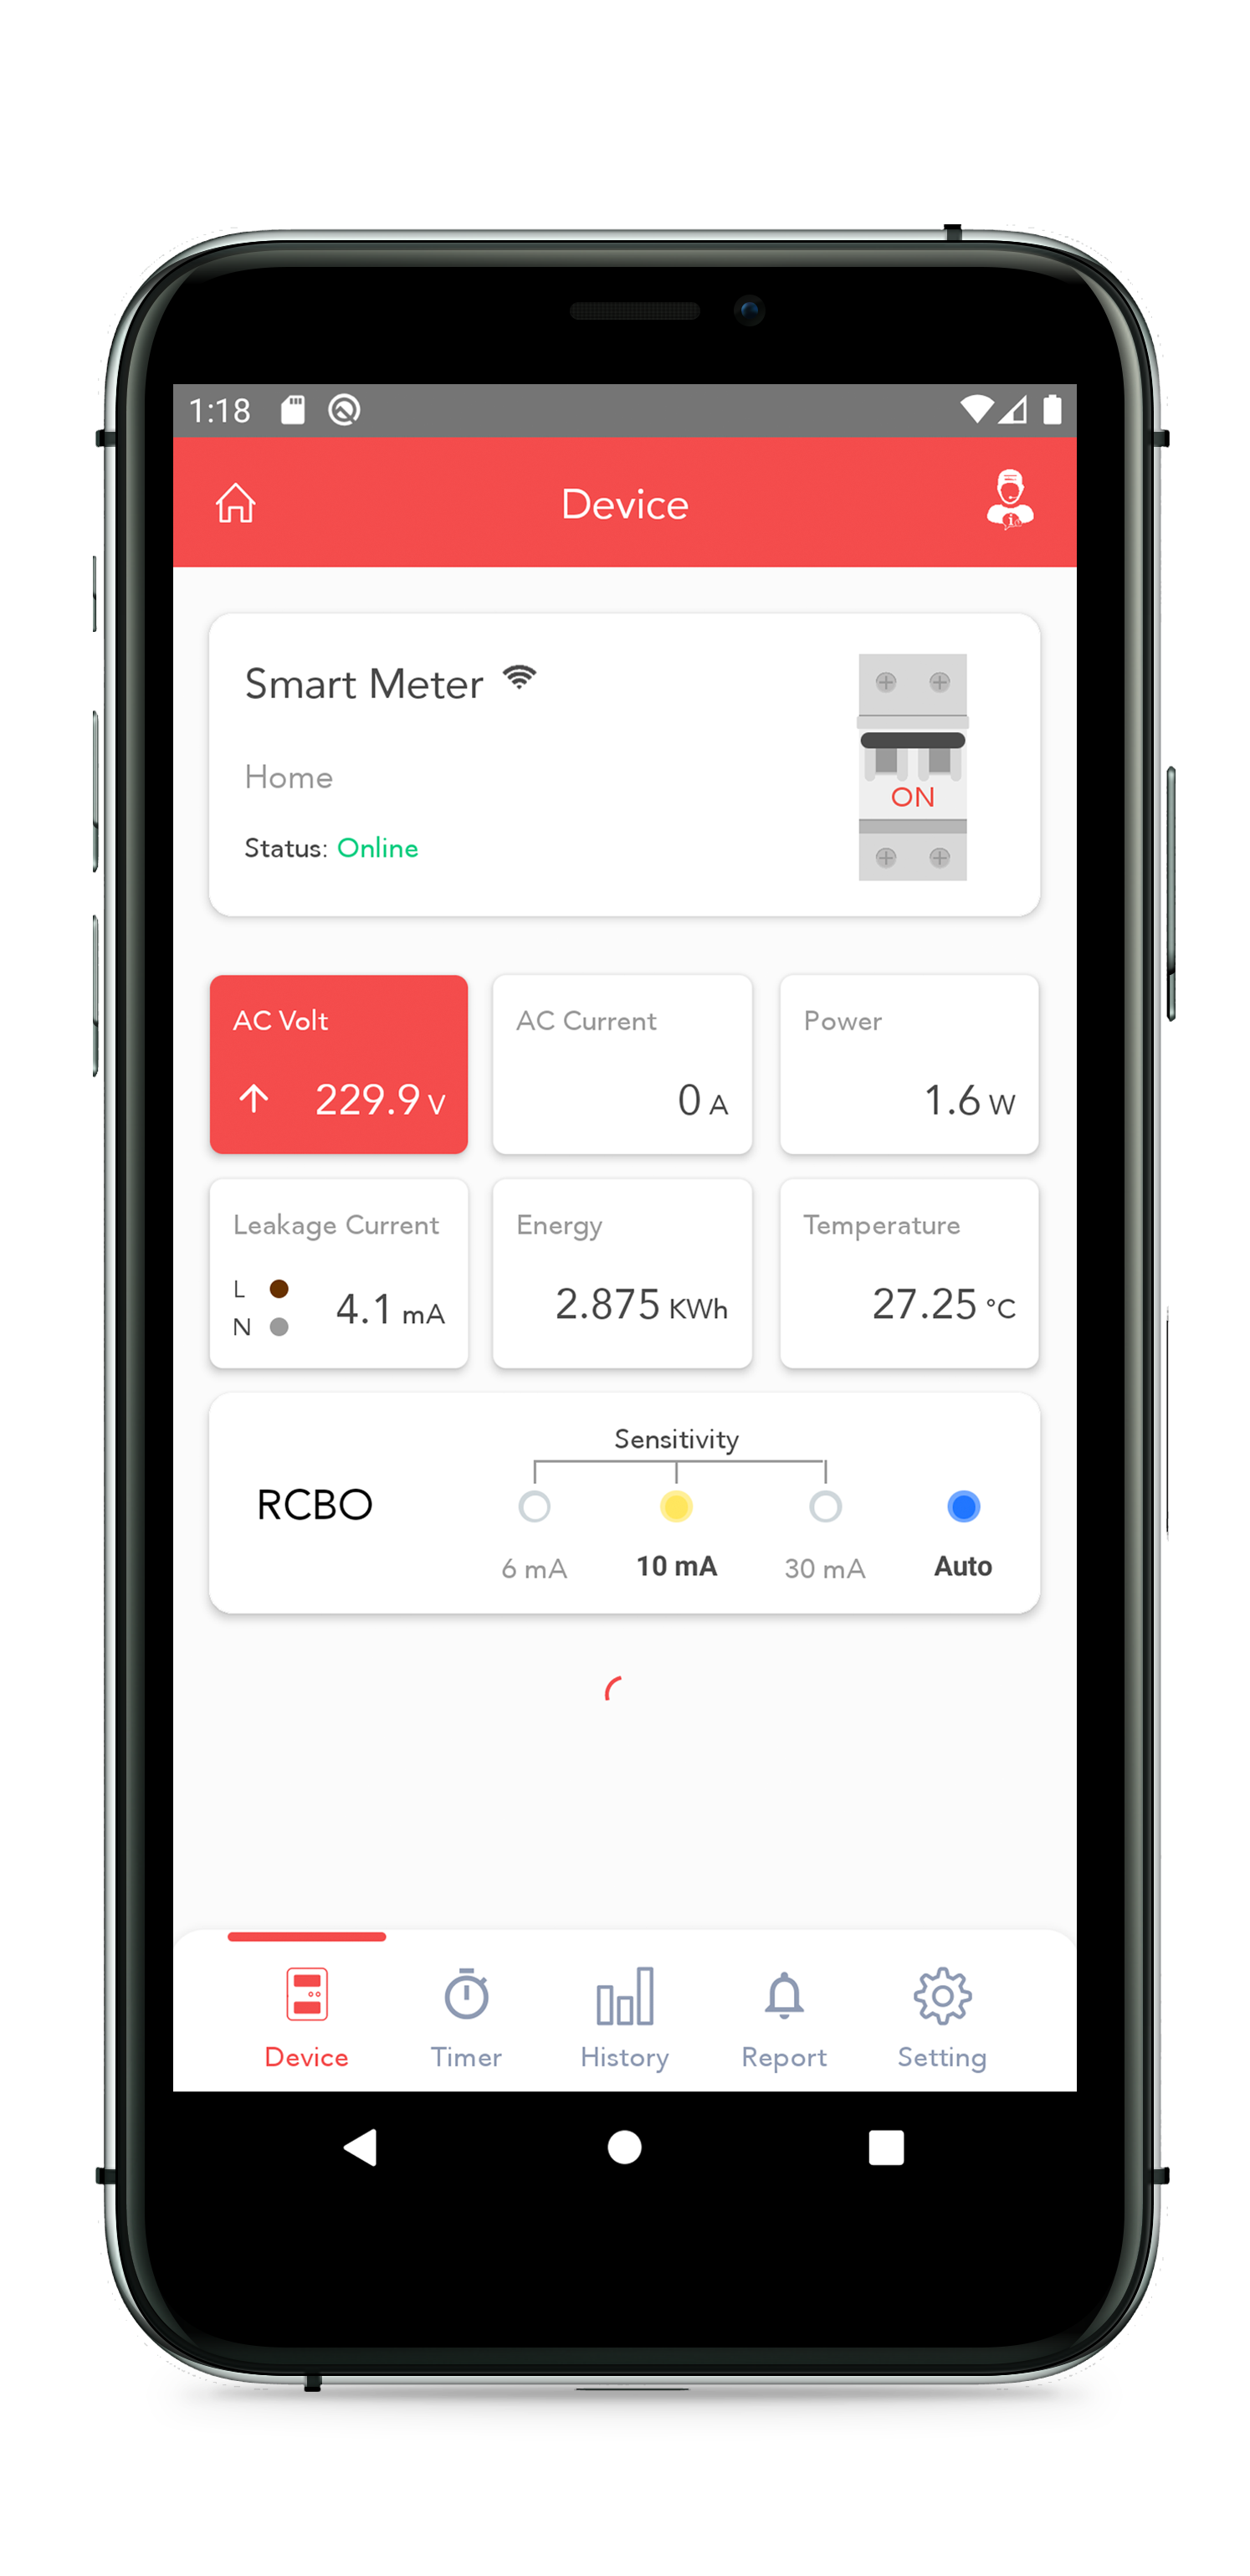 1:18
Device
Smart Meter
Home
Status: Online
ON
AC Volt
229.9 V
AC Current
0 A
Power
1.6 W
Leakage Current
L
N
4.1 mA
Energy
2.875 KWh
Temperature
27.25 °C
Sensitivity
RCBO
6 mA
10 mA
30 mA
Auto
Device
Timer
History
Report
Setting